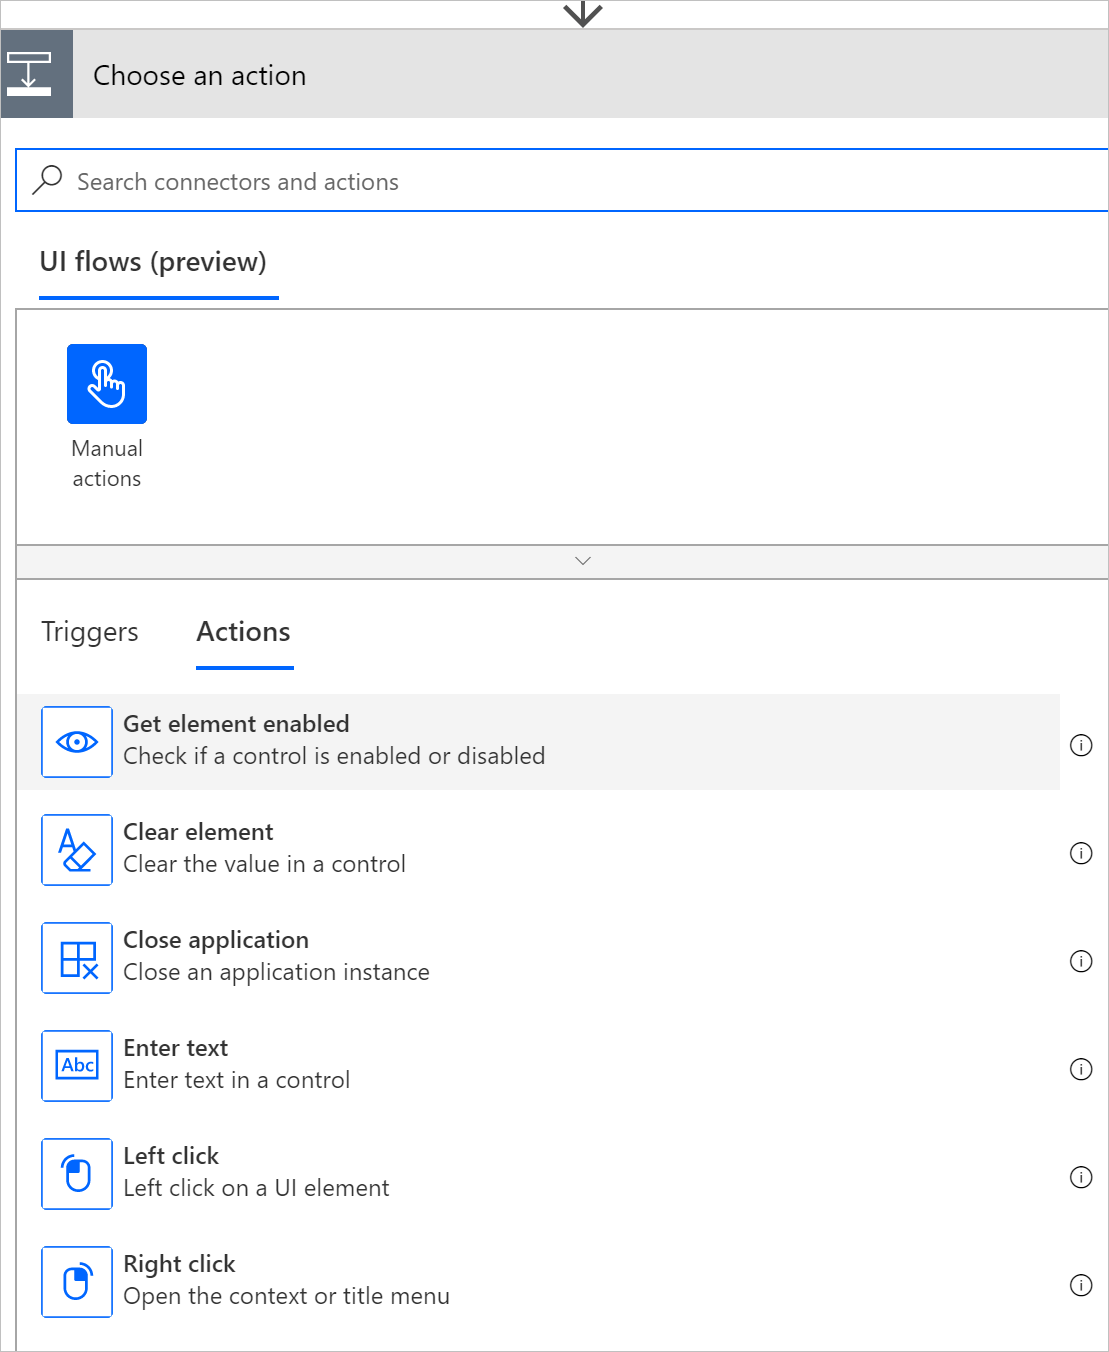 Choose an action
Search connectors and actions
UI flows (preview)
Manual
actions
Triggers
Actions
Get element enabled
Check if a control is enabled or disabled
Clear element
Clear the value in a control
Close application
Close an application instance
Abc
Enter text
Enter text in a control
Left click
Left click on a UI element
Right click
Open the context or title menu